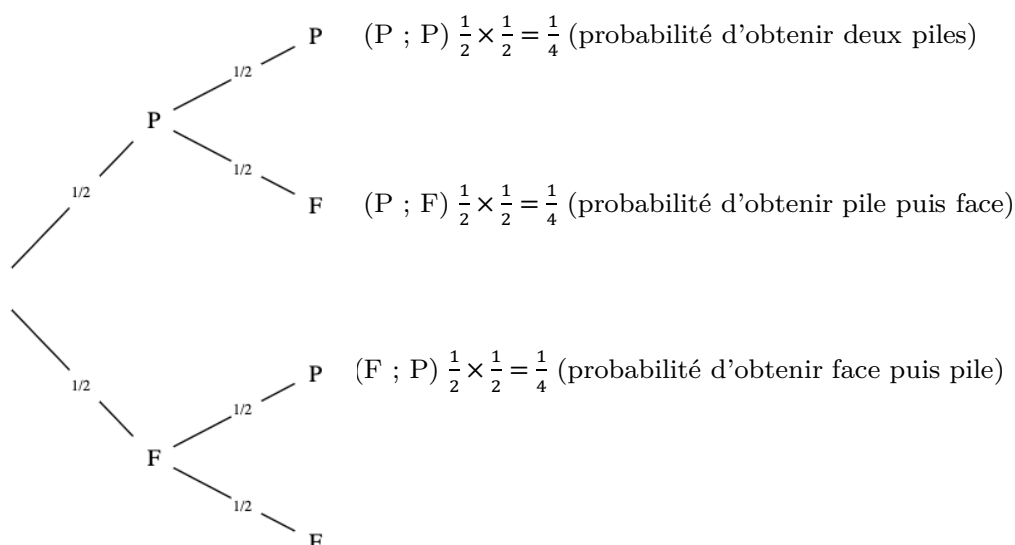 P (P ; P) 1/2 × 1/2 = 1/4 (probabilité d'obtenir deux piles)
1/2
P
1/2
1/2
F (P ; F) 1/2 × 1/2 = 1/4 (probabilité d'obtenir pile puis face)
P (F ; P) 1/2 × 1/2 = 1/4 (probabilité d'obtenir face puis pile)
1/2
1/2
F
1/2
F